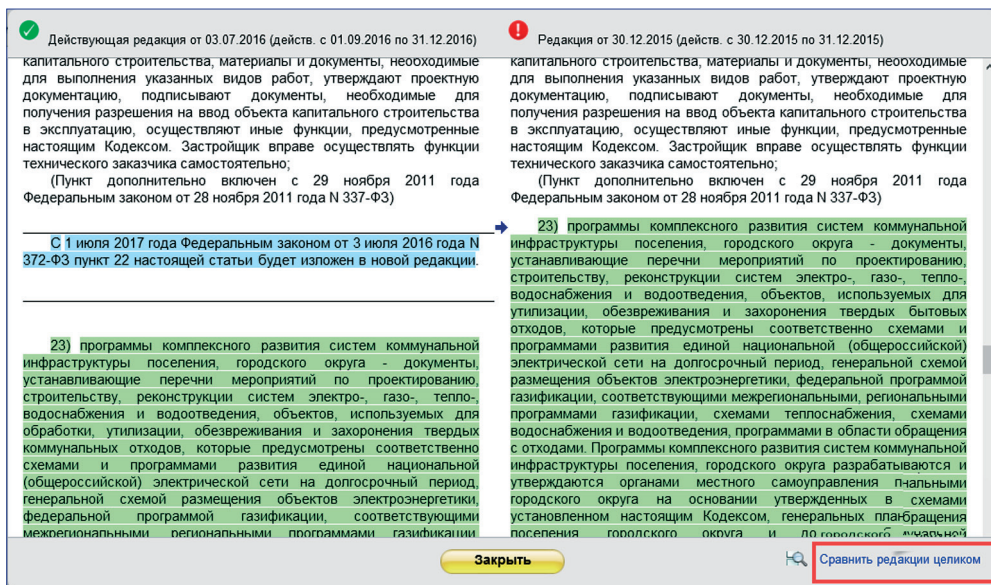 Действующая редакция от 03.07.2016 (действ. с 01.09.2016 по 31.12.2016)
капитального строительства, материалы и документы, необходимые
для выполнения указанных видов работ, утверждают проектную
документацию, подписывают документы, необходимые для
получения разрешения на ввод объекта капитального строительства
в эксплуатацию, осуществляют иные функции, предусмотренные
настоящим Кодексом. Застройщик вправе осуществлять функции
технического заказчика самостоятельно;
(Пункт дополнительно включен с 29 ноября 2011 года
Федеральным законом от 28 ноября 2011 года N 337-ФЗ)
С 1 июля 2017 года Федеральным законом от 3 июля 2016 года N
372-ФЗ пункт 22 настоящей статьи будет изложен в новой редакции.
23) программы комплексного развития систем коммунальной
инфраструктуры поселения, городского округа - документы,
устанавливающие перечни мероприятий по проектированию,
строительству, реконструкции систем электро-, газо-, тепло-,
водоснабжения и водоотведения, объектов, используемых для
обработки, утилизации, обезвреживания и захоронения твердых
коммунальных отходов, которые предусмотрены соответственно
схемами и программами развития единой национальной
(общероссийской) электрической сети на долгосрочный период,
генеральной схемой размещения объектов электроэнергетики,
федеральной программой газификации, соответствующими
межрегиональными, региональными программами газификации
Редакция от 30.12.2015 (действ. с 30.12.2015 по 31.12.2015)
капитального строительства, материалы и документы, необходимые
для выполнения указанных видов работ, утверждают проектную
документацию, подписывают документы, необходимые для
получения разрешения на ввод объекта капитального строительства
в эксплуатацию, осуществляют иные функции, предусмотренные
настоящим Кодексом. Застройщик вправе осуществлять функции
технического заказчика самостоятельно;
(Пункт дополнительно включен с 29 ноября 2011 года
Федеральным законом от 28 ноября 2011 года N 337-ФЗ)
23) программы комплексного развития систем коммунальной
инфраструктуры поселения, городского округа - документы,
устанавливающие перечни мероприятий по проектированию,
строительству, реконструкции систем электро-, газо-, тепло-,
водоснабжения и водоотведения, объектов, используемых для
утилизации, обезвреживания и захоронения твердых бытовых
отходов, которые предусмотрены соответственно схемами и
программами развития единой национальной (общероссийской)
электрической сети на долгосрочный период, генеральной схемой
размещения объектов электроэнергетики, федеральной программой
газификации, соответствующими межрегиональными, региональными
программами газификации, схемами теплоснабжения, схемами
водоснабжения и водоотведения, программами в области обращения
с отходами. Программы комплексного развития систем коммунальной
инфраструктуры поселения, городского округа разрабатываются и
утверждаются органами местного самоуправления
городского округа на основании утвержденных в схемами
установленном настоящим Кодексом, генеральных
поселения городского округа и
Закрыть
Сравнить редакции целиком